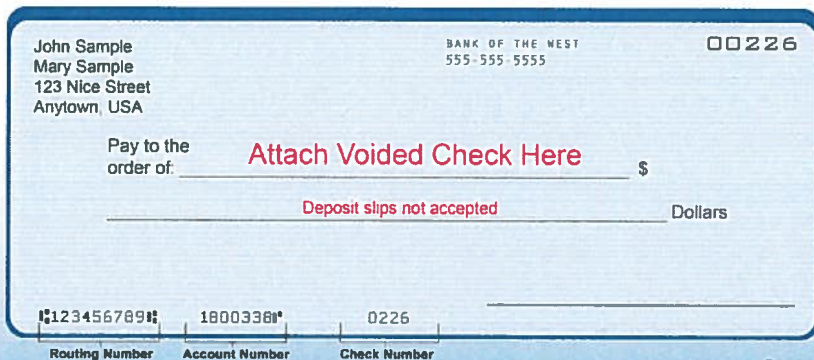 John Sample
Mary Sample
123 Nice Street
Anytown, USA
BANK OF THE WEST
555-555-5555
00226
Pay to the
order of: Attach Voided Check Here $
Deposit slips not accepted Dollars
⑆123456789⑆ 1800338⑈ 0226
Routing Number Account Number Check Number